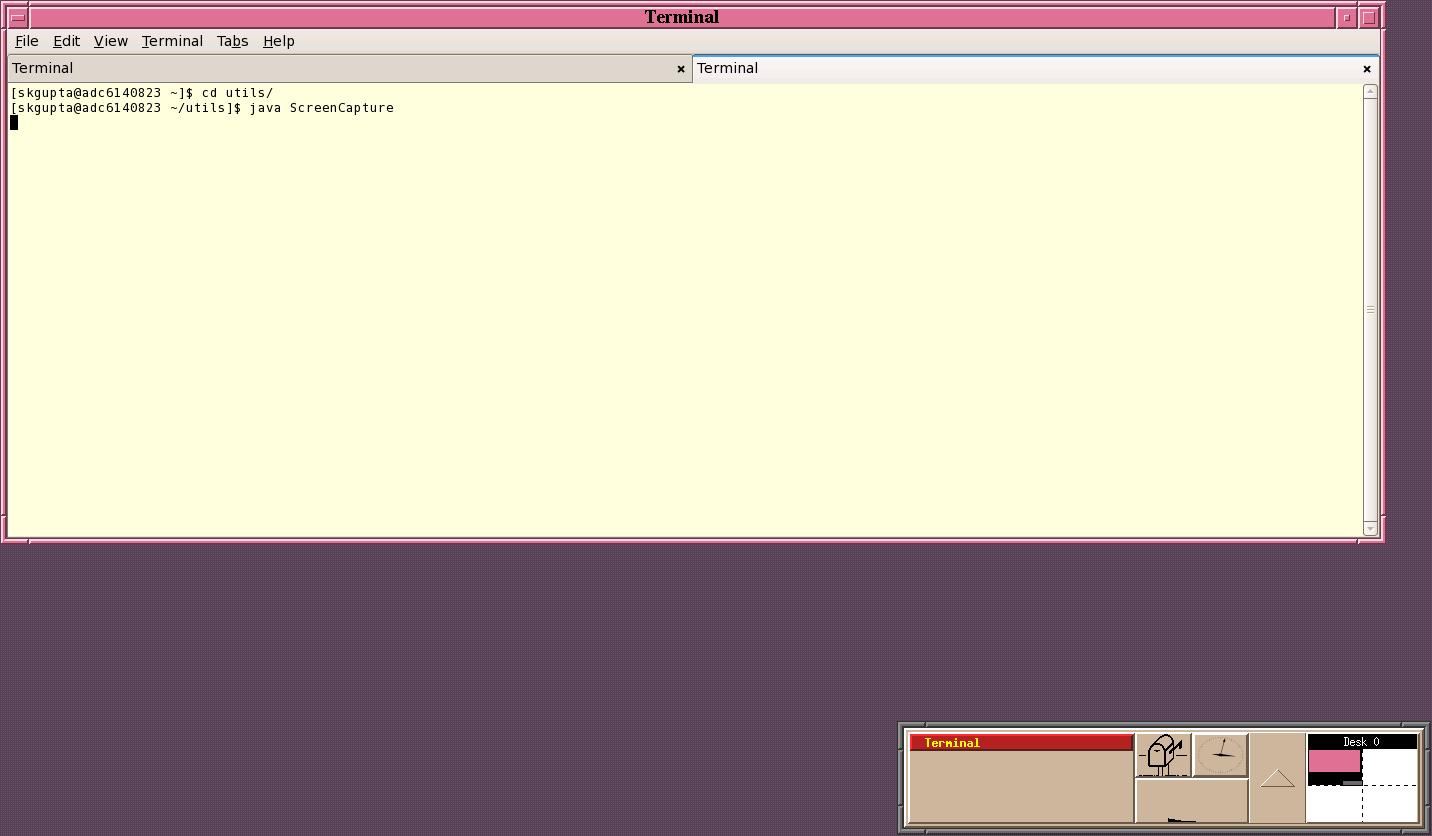 Terminal
File Edit View Terminal Tabs Help
Terminal × Terminal ×
[skgupta@adc6140823 ~]$ cd utils/
[skgupta@adc6140823 ~/utils]$ java ScreenCapture
Terminal
Desk 0